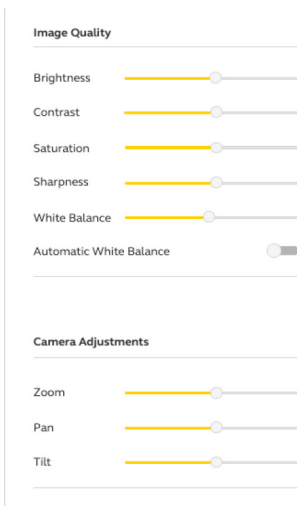 Image Quality
Brightness
Contrast
Saturation
Sharpness
White Balance
Automatic White Balance
Camera Adjustments
Zoom
Pan
Tilt